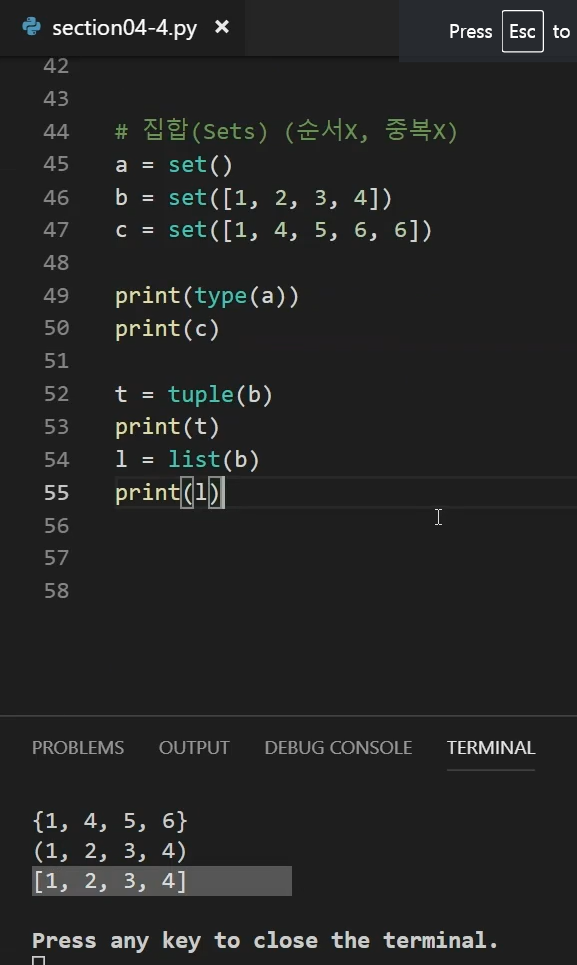 section04-4.py ×
Press Esc to
42
43
44 # 집합(Sets) (순서X, 중복X)
45 a = set()
46 b = set([1, 2, 3, 4])
47 c = set([1, 4, 5, 6, 6])
48
49 print(type(a))
50 print(c)
51
52 t = tuple(b)
53 print(t)
54 l = list(b)
55 print(l)
56
57
58
PROBLEMS OUTPUT DEBUG CONSOLE TERMINAL
{1, 4, 5, 6}
(1, 2, 3, 4)
[1, 2, 3, 4]
Press any key to close the terminal.